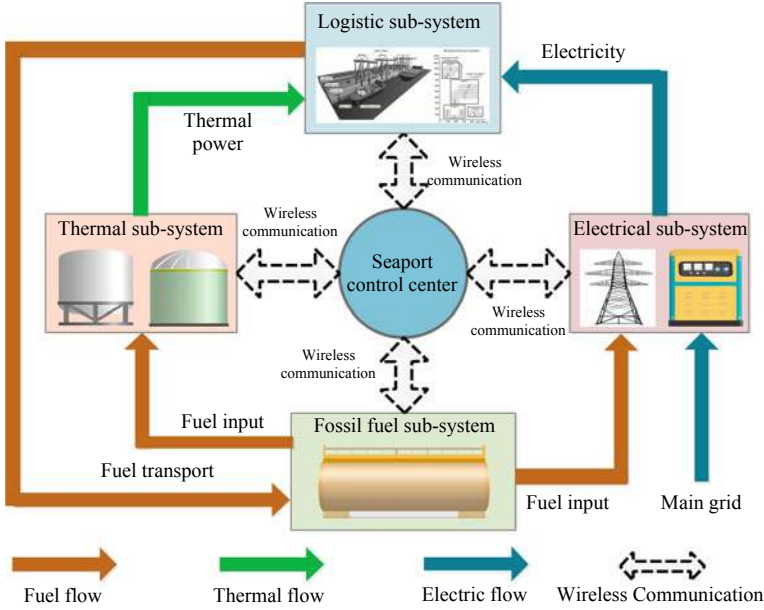 Logistic sub-system
Electricity
Thermal
power
Wireless
communication
Thermal sub-system
Wireless
communication
Electrical sub-system
Seaport
control center
Wireless
communication
Wireless
communication
Fuel input
Fossil fuel sub-system
Fuel transport
Fuel input
Main grid
Fuel flow
Thermal flow
Electric flow
Wireless Communication